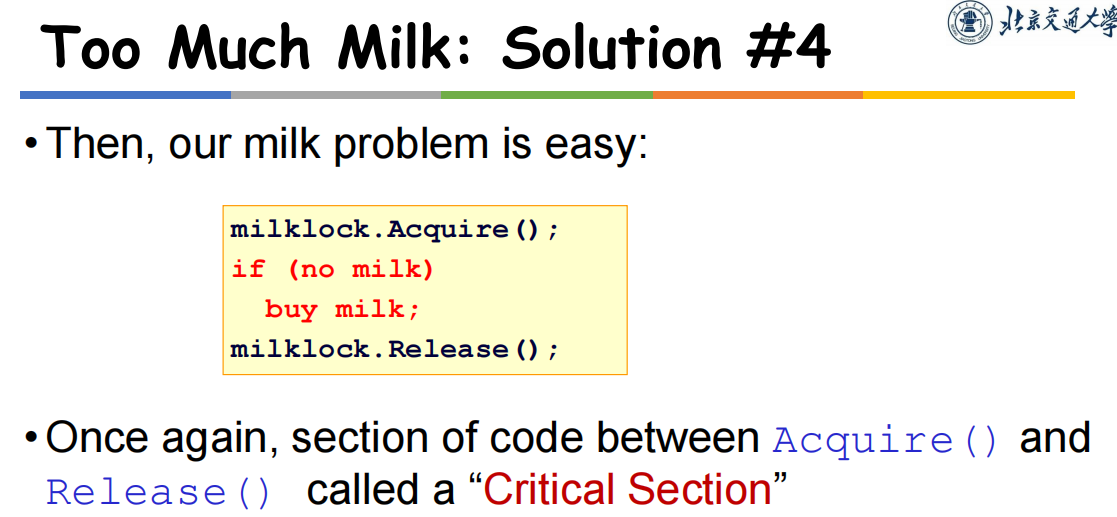 北京交通大學
Too Much Milk: Solution #4
• Then, our milk problem is easy:
milklock.Acquire();
if (no milk)
  buy milk;
milklock.Release();
• Once again, section of code between Acquire() and
Release() called a “Critical Section”